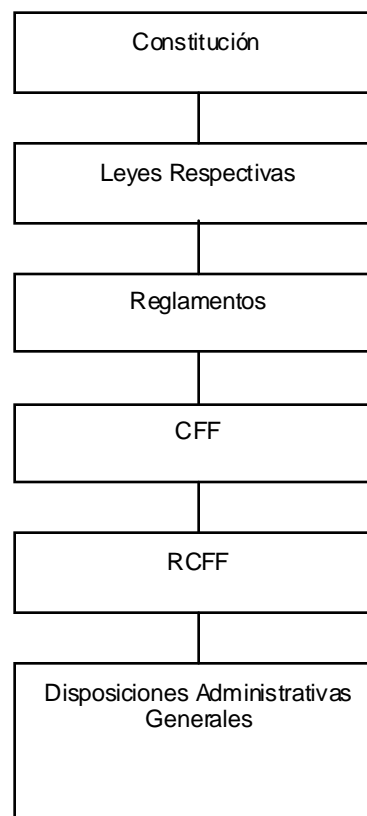 Constitución
Leyes Respectivas
Reglamentos
CFF
RCFF
Disposiciones Administrativas
Generales